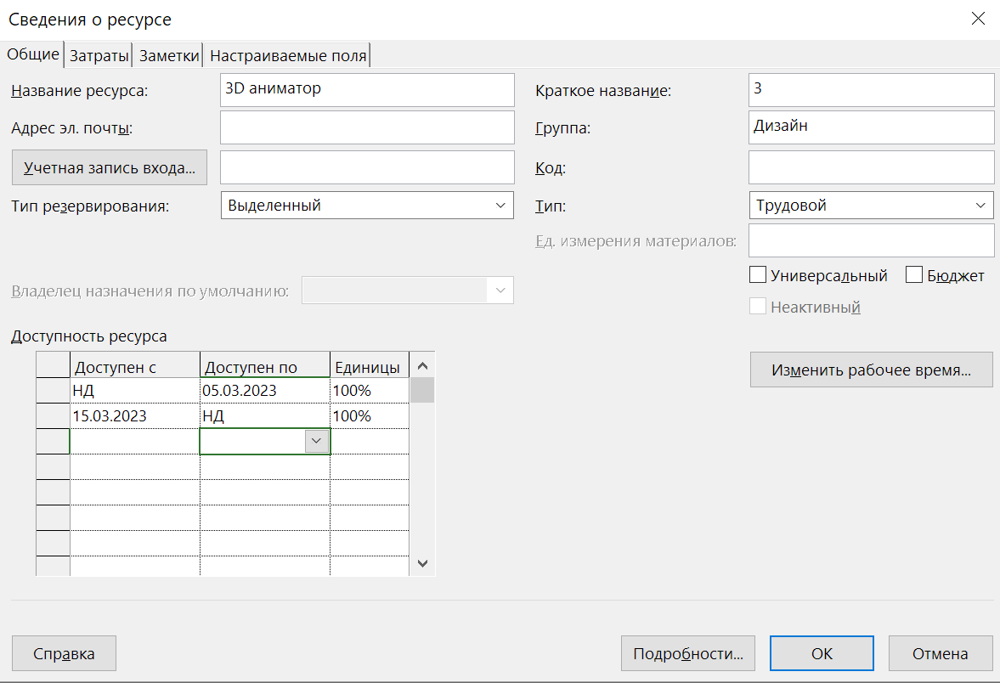 Сведения о ресурсе
Общие Затраты Заметки Настраиваемые поля
Название ресурса: 3D аниматор Краткое название: 3
Адрес эл. почты: Группа: Дизайн
Учетная запись входа... Код:
Тип резервирования: Выделенный Тип: Трудовой
Ед. измерения материалов:
Универсальный Бюджет
Владелец назначения по умолчанию:
Неактивный
Доступность ресурса
Доступен с Доступен по Единицы
Изменить рабочее время...
НД 05.03.2023 100%
15.03.2023 НД 100%
Справка Подробности... ОК Отмена